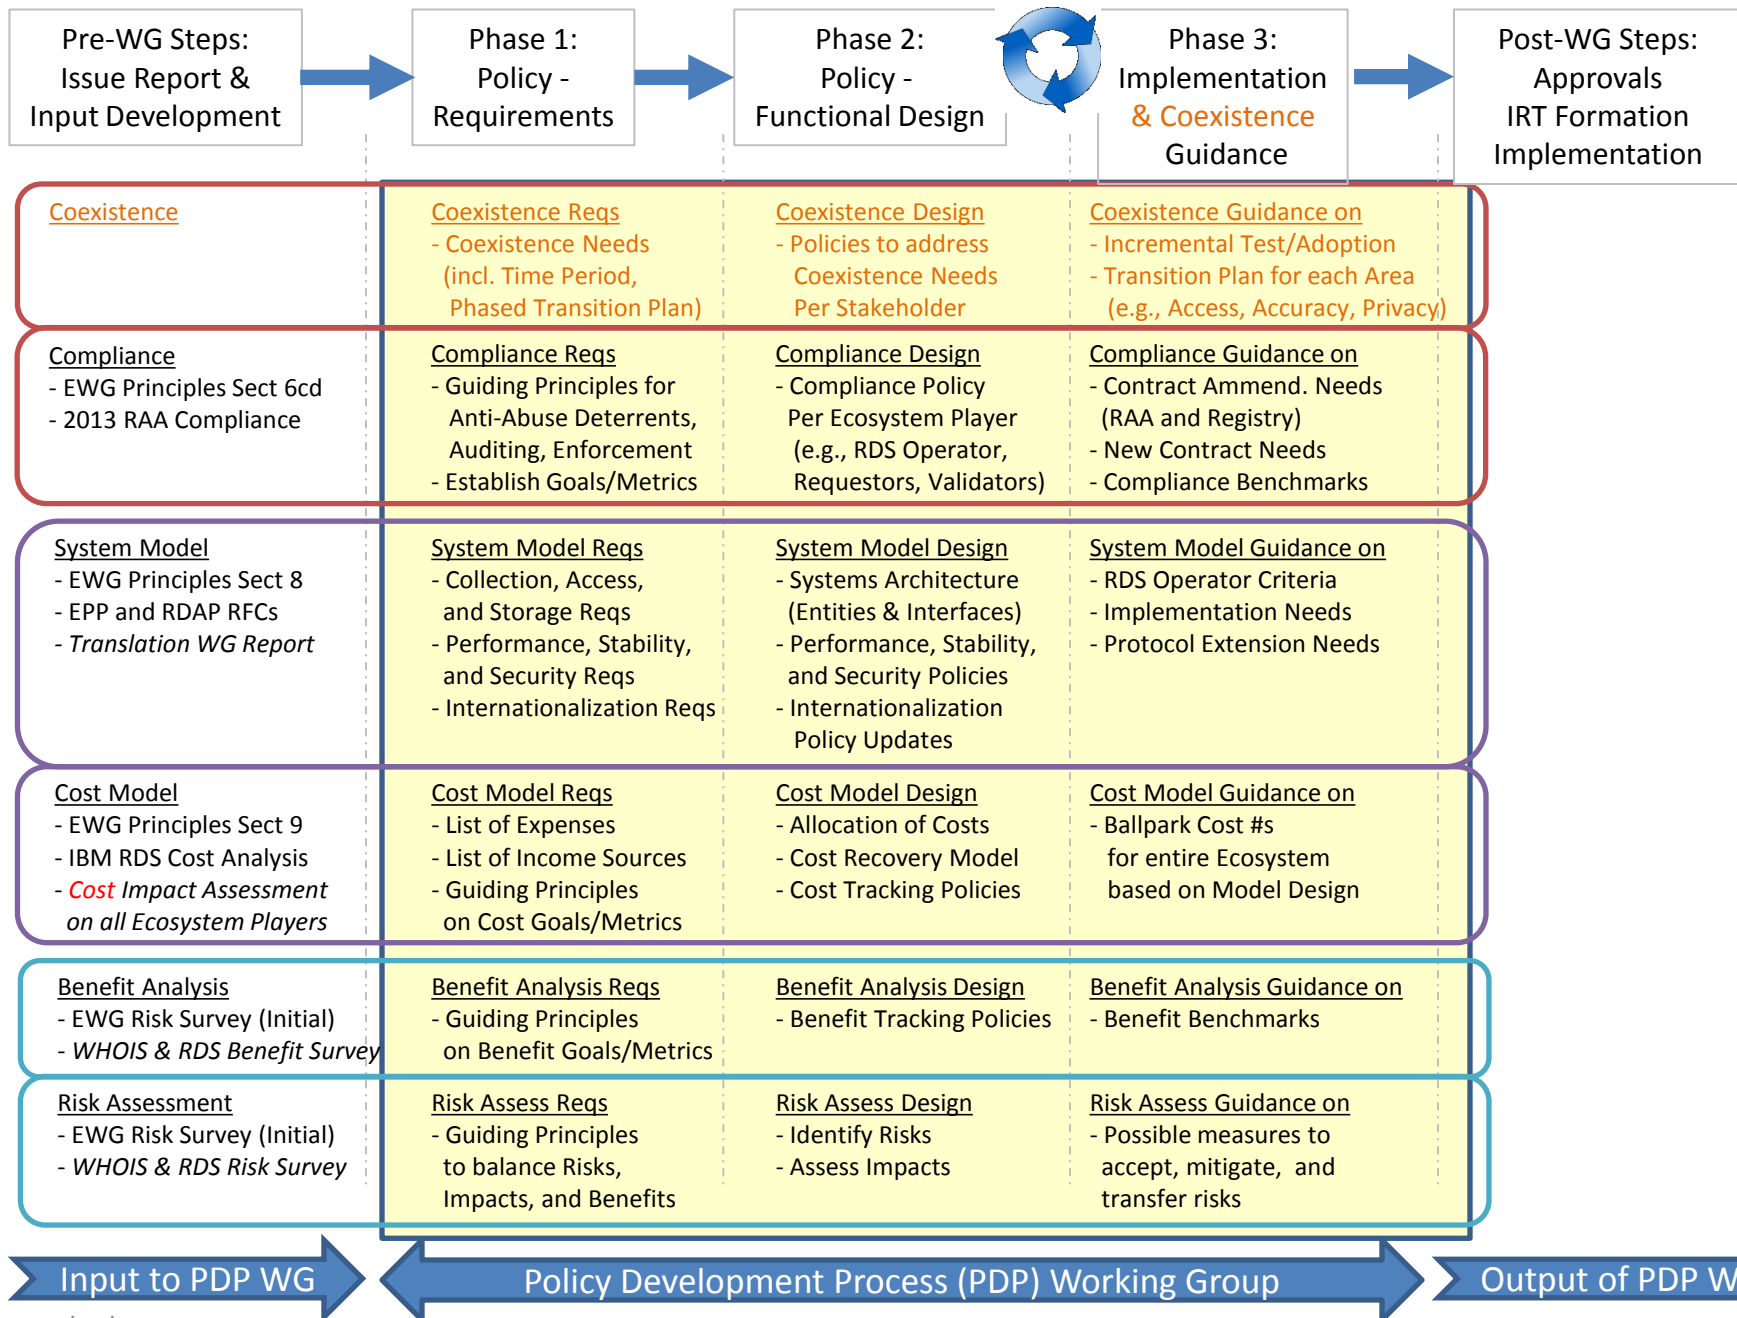 Pre-WG Steps:
Issue Report &
Input Development
Phase 1:
Policy -
Requirements
Phase 2:
Policy -
Functional Design
Phase 3:
Implementation
& Coexistence
Guidance
Post-WG Steps:
Approvals
IRT Formation
Implementation
Coexistence
Coexistence Reqs
- Coexistence Needs
(incl. Time Period,
Phased Transition Plan)
Coexistence Design
- Policies to address
Coexistence Needs
Per Stakeholder
Coexistence Guidance on
- Incremental Test/Adoption
- Transition Plan for each Area
(e.g., Access, Accuracy, Privacy)
Compliance
- EWG Principles Sect 6cd
- 2013 RAA Compliance
Compliance Reqs
- Guiding Principles for
Anti-Abuse Deterrents,
Auditing, Enforcement
- Establish Goals/Metrics
Compliance Design
- Compliance Policy
Per Ecosystem Player
(e.g., RDS Operator,
Requestors, Validators)
Compliance Guidance on
- Contract Ammend. Needs
(RAA and Registry)
- New Contract Needs
- Compliance Benchmarks
System Model
- EWG Principles Sect 8
- EPP and RDAP RFCs
- Translation WG Report
System Model Reqs
- Collection, Access,
and Storage Reqs
- Performance, Stability,
and Security Reqs
- Internationalization Reqs
System Model Design
- Systems Architecture
(Entities & Interfaces)
- Performance, Stability,
and Security Policies
- Internationalization
Policy Updates
System Model Guidance on
- RDS Operator Criteria
- Implementation Needs
- Protocol Extension Needs
Cost Model
- EWG Principles Sect 9
- IBM RDS Cost Analysis
- Cost Impact Assessment
on all Ecosystem Players
Cost Model Reqs
- List of Expenses
- List of Income Sources
- Guiding Principles
on Cost Goals/Metrics
Cost Model Design
- Allocation of Costs
- Cost Recovery Model
- Cost Tracking Policies
Cost Model Guidance on
- Ballpark Cost #s
for entire Ecosystem
based on Model Design
Benefit Analysis
- EWG Risk Survey (Initial)
- WHOIS & RDS Benefit Survey
Benefit Analysis Reqs
- Guiding Principles
on Benefit Goals/Metrics
Benefit Analysis Design
- Benefit Tracking Policies
Benefit Analysis Guidance on
- Benefit Benchmarks
Risk Assessment
- EWG Risk Survey (Initial)
- WHOIS & RDS Risk Survey
Risk Assess Reqs
- Guiding Principles
to balance Risks,
Impacts, and Benefits
Risk Assess Design
- Identify Risks
- Assess Impacts
Risk Assess Guidance on
- Possible measures to
accept, mitigate, and
transfer risks
Input to PDP WG
Policy Development Process (PDP) Working Group
Output of PDP W